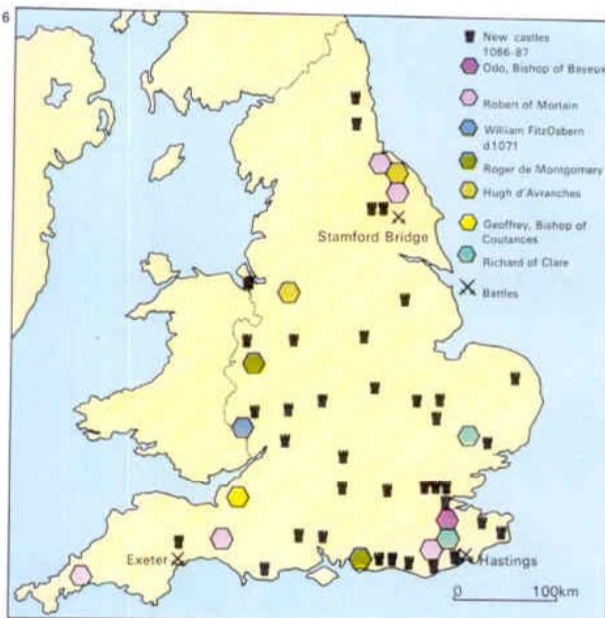 6
New castles
1066-87
Odo, Bishop of Bayeux
Robert of Mortain
William FitzOsbern
d1071
Roger de Montgomery
Hugh d'Avranches
Geoffrey, Bishop of
Coutances
Richard of Clare
Battles
Stamford Bridge
Exeter
Hastings
0 100km